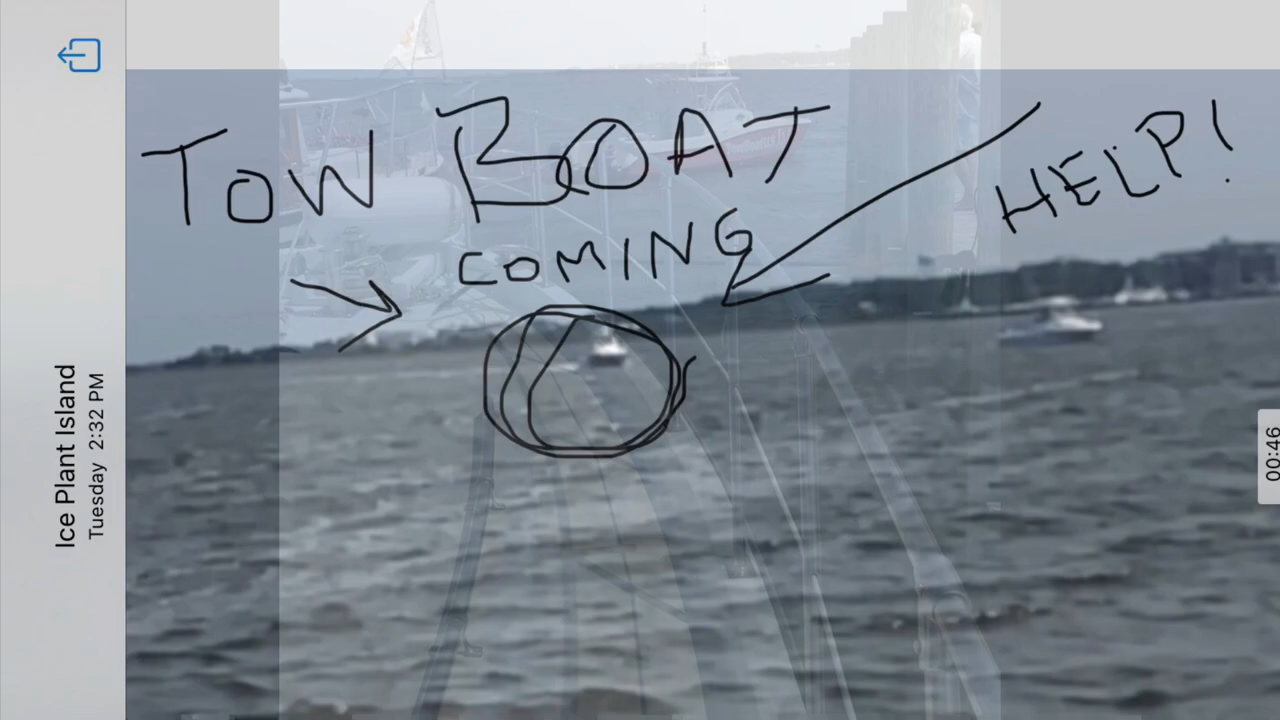 TOW BOAT
COMING
HELP!
Ice Plant Island
Tuesday 2:32 PM
00:46